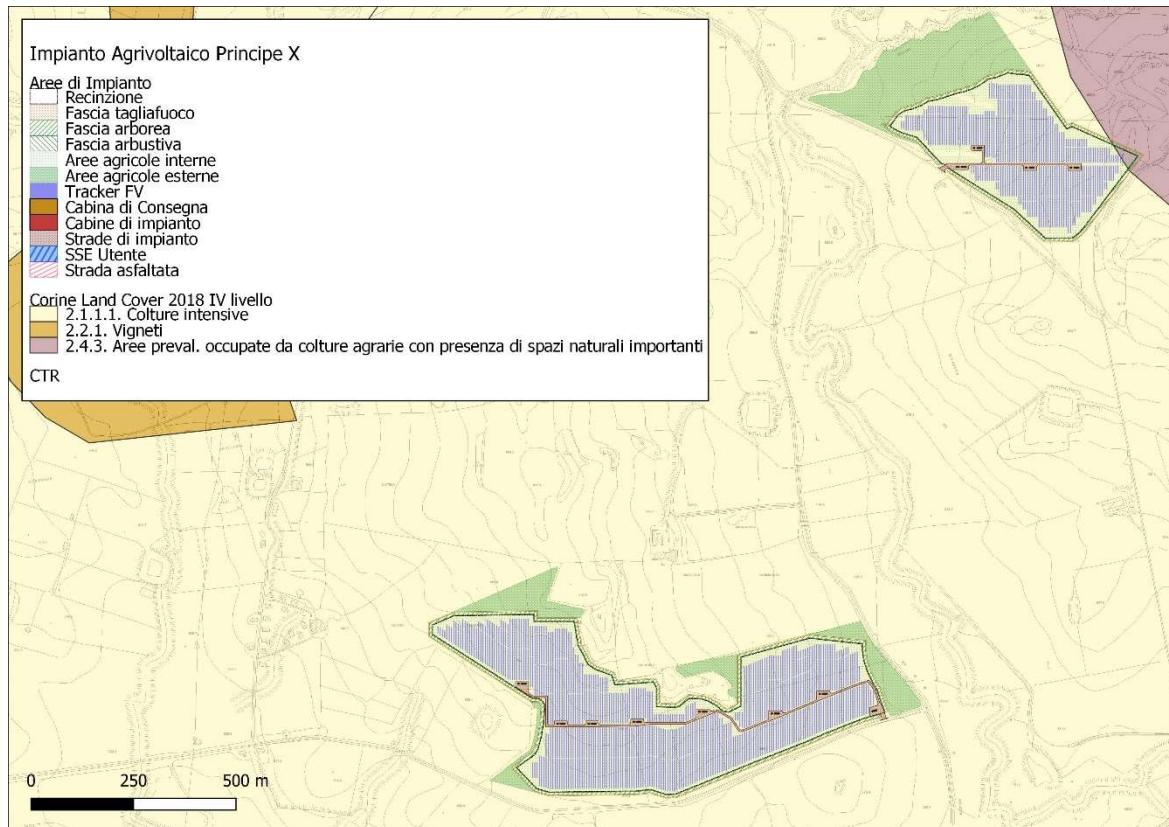 Impianto Agrivoltaico Principe X
Aree di Impianto
Recinzione
Fascia tagliafuoco
Fascia arborea
Fascia arbustiva
Aree agricole interne
Aree agricole esterne
Tracker FV
Cabina di Consegna
Cabine di impianto
Strade di impianto
SSE Utente
Strada asfaltata
Corine Land Cover 2018 IV livello
2.1.1.1. Colture intensive
2.2.1. Vigneti
2.4.3. Aree preval. occupate da colture agrarie con presenza di spazi naturali importanti
CTR
0 250 500 m